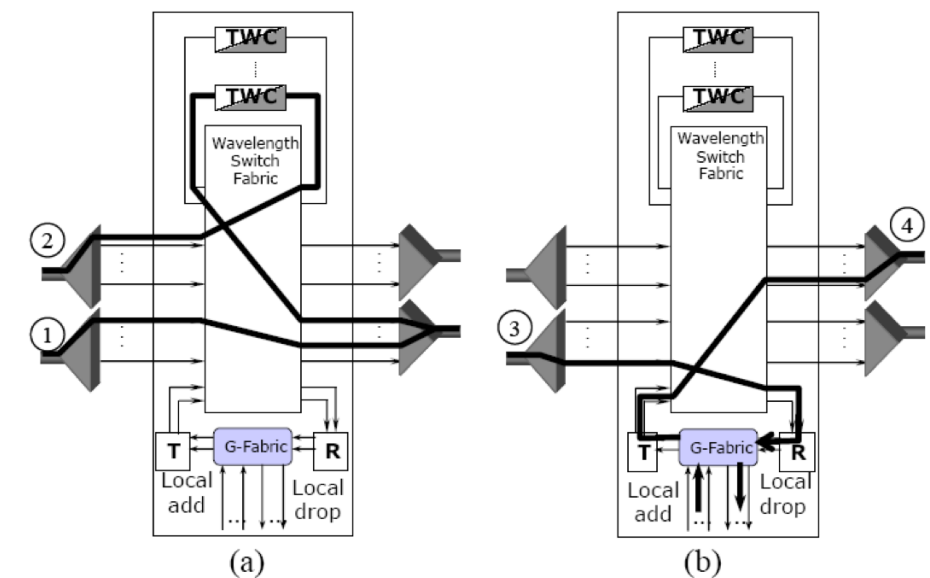 TWC
TWC
Wavelength
Switch
Fabric
2
1
T
G-Fabric
R
Local
add
Local
drop
(a)
TWC
TWC
Wavelength
Switch
Fabric
4
3
T
G-Fabric
R
Local
add
Local
drop
(b)